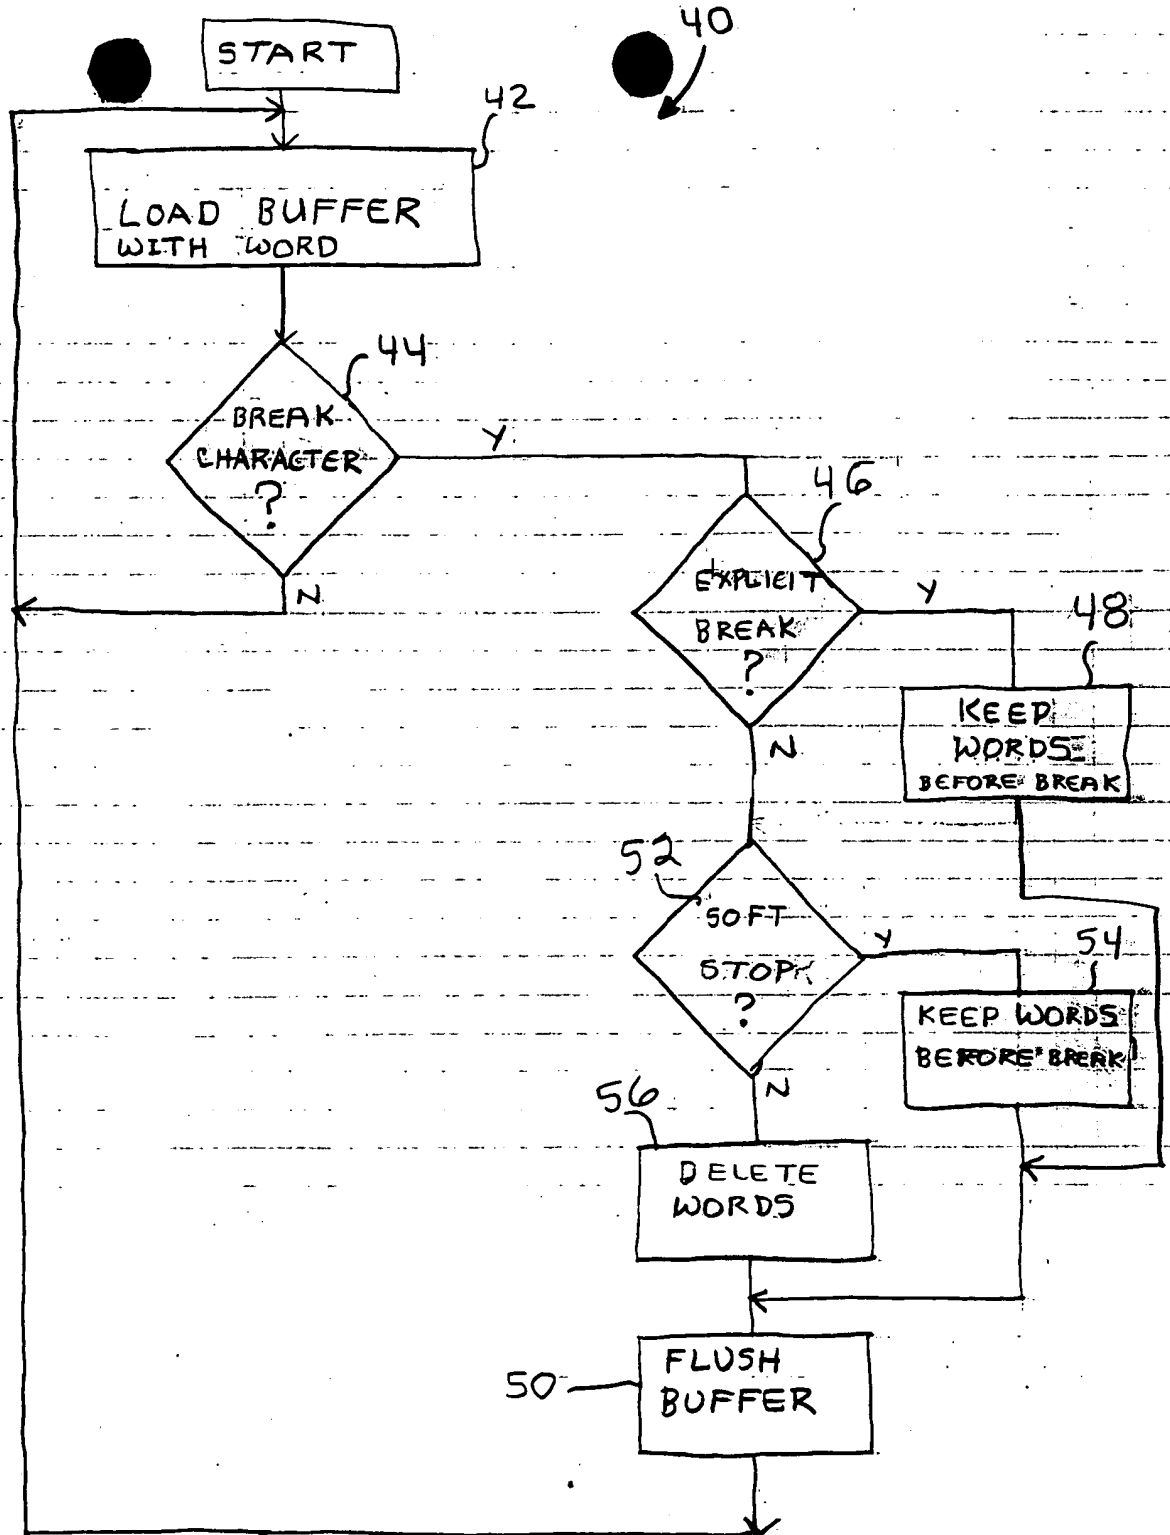 40
START
42
LOAD BUFFER
WITH WORD
44
BREAK
CHARACTER
?
Y
N
46
EXPLICIT
BREAK
?
Y
N
48
KEEP
WORDS
BEFORE BREAK
52
SOFT
STOP
?
Y
N
54
KEEP WORDS
BEFORE BREAK
56
DELETE
WORDS
50
FLUSH
BUFFER